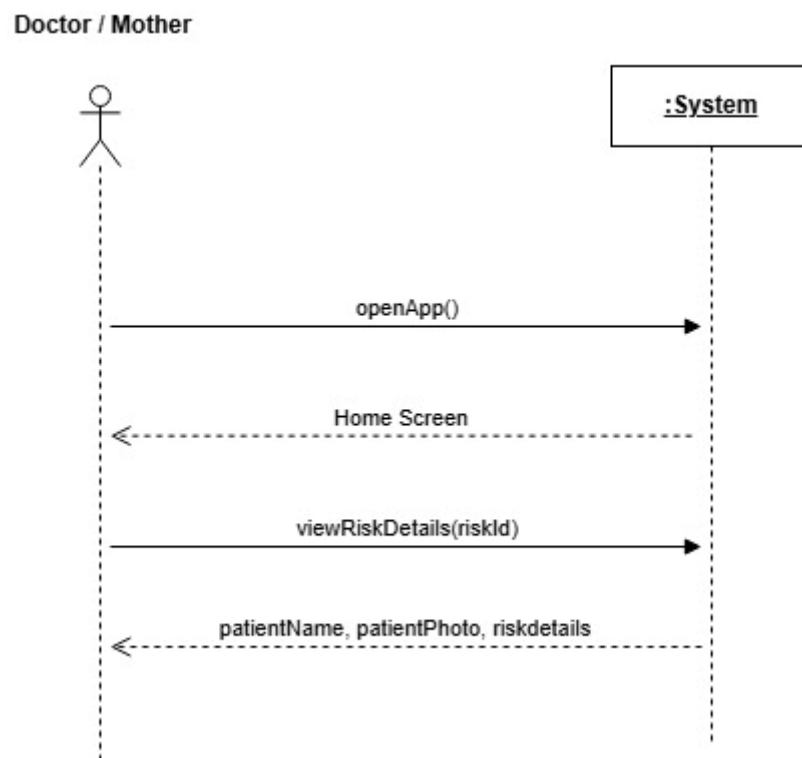 Doctor / Mother
:System
openApp()
Home Screen
viewRiskDetails(riskId)
patientName, patientPhoto, riskdetails